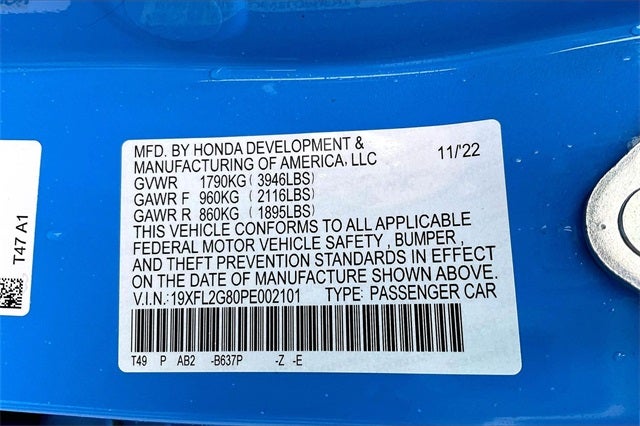 MFD. BY HONDA DEVELOPMENT &
MANUFACTURING OF AMERICA, LLC 11/'22
GVWR 1790KG ( 3946LBS)
GAWR F 960KG ( 2116LBS)
GAWR R 860KG ( 1895LBS)
THIS VEHICLE CONFORMS TO ALL APPLICABLE
FEDERAL MOTOR VEHICLE SAFETY , BUMPER ,
AND THEFT PREVENTION STANDARDS IN EFFECT
ON THE DATE OF MANUFACTURE SHOWN ABOVE.
V.I.N.:19XFL2G80PE002101 TYPE: PASSENGER CAR
T49 P AB2 -B637P -Z -E
T47 A1